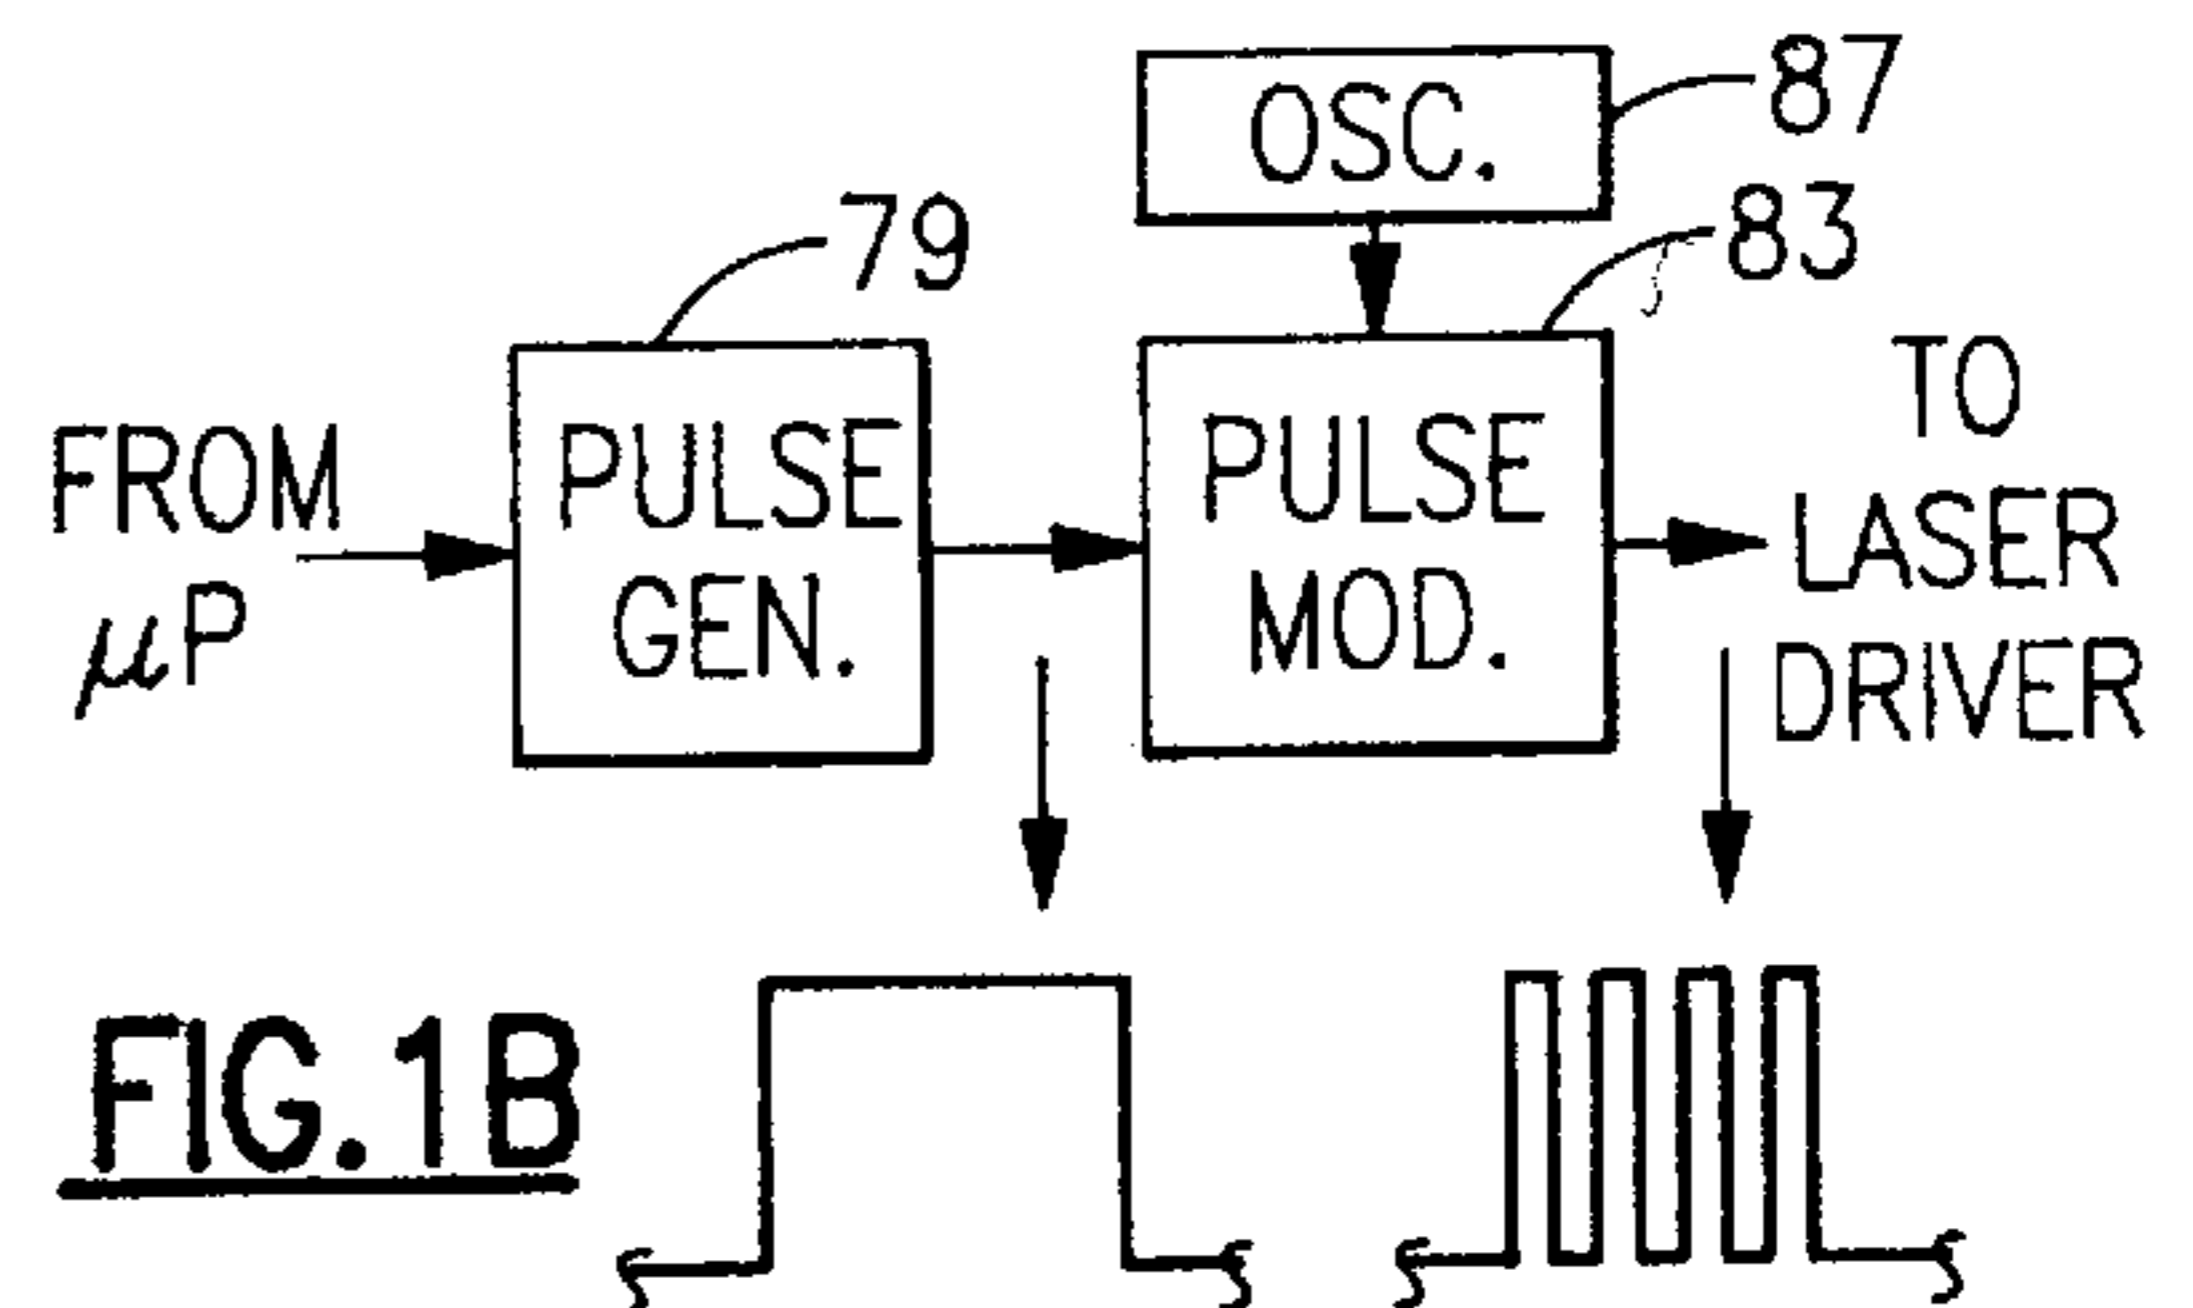 OSC.
87
83
79
FROM
µP
PULSE
GEN.
PULSE
MOD.
TO
LASER
DRIVER
FIG.1B